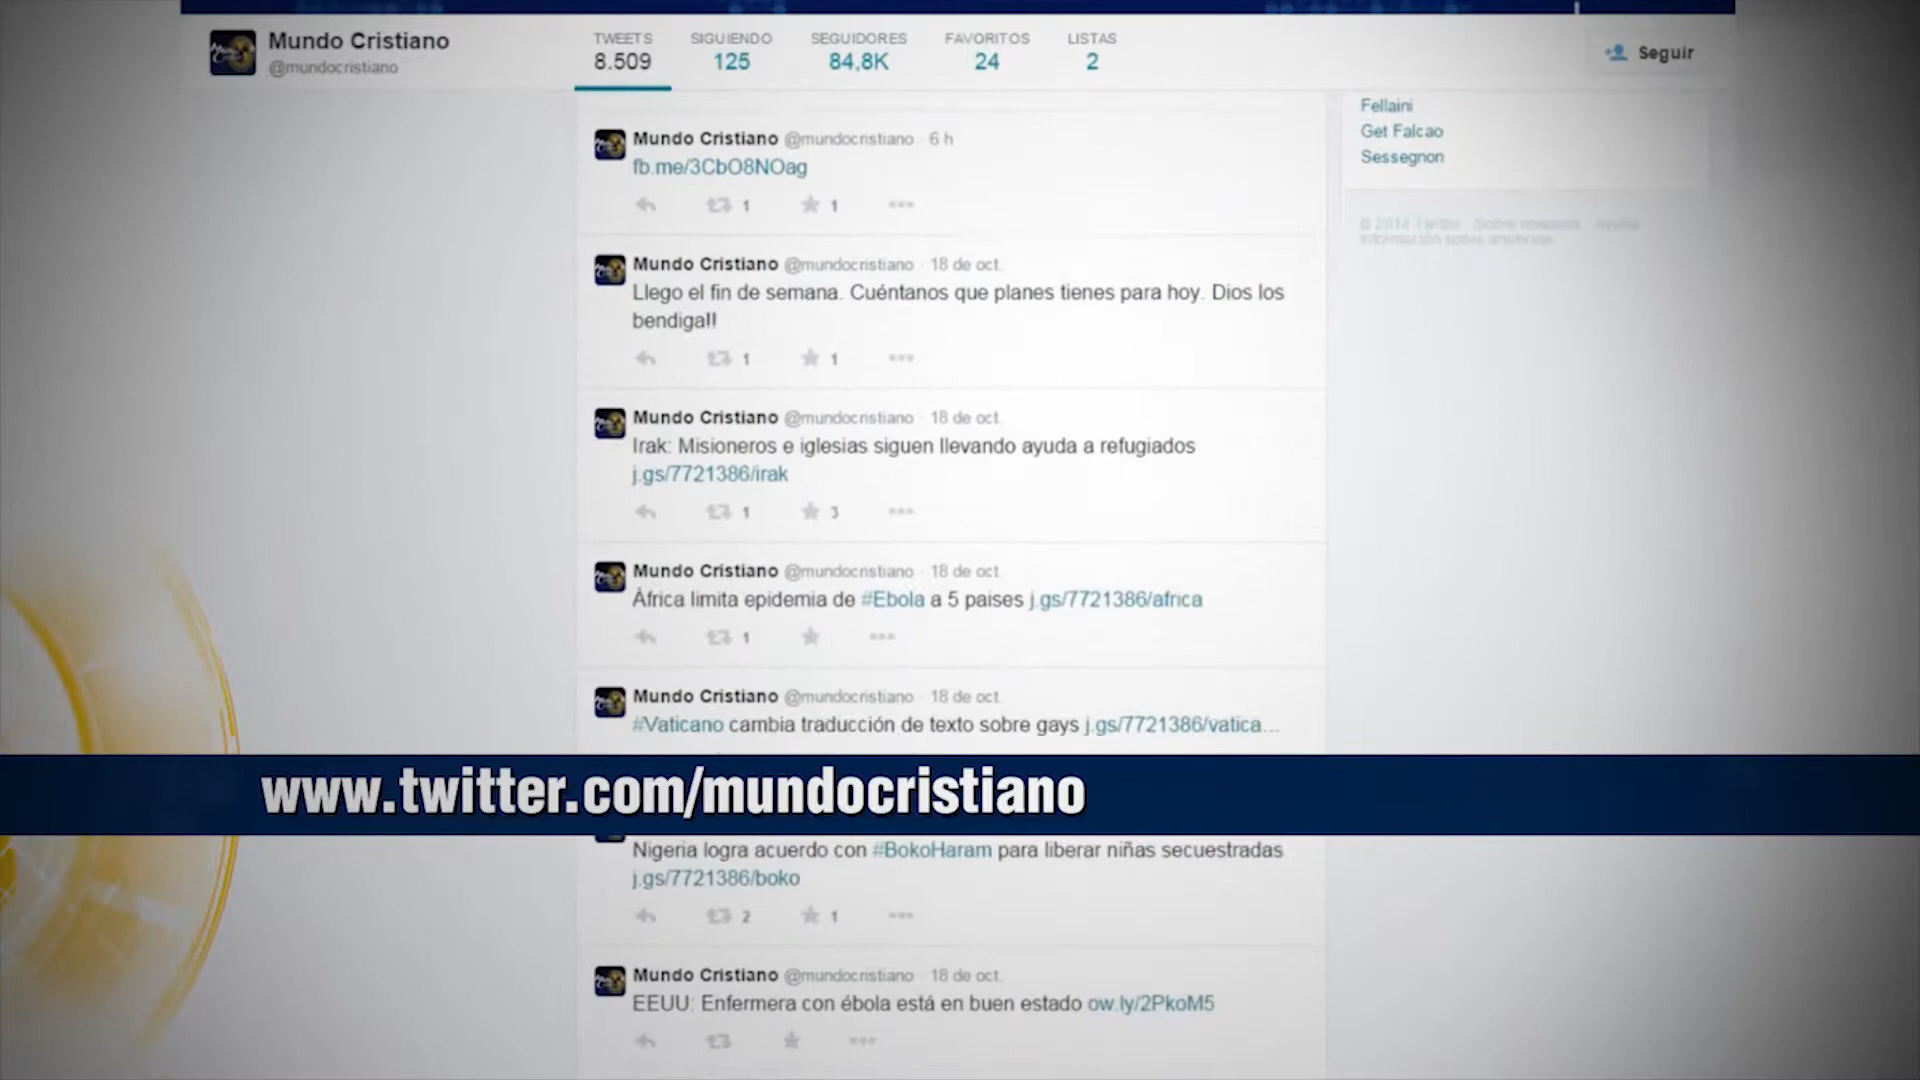 Mundo Cristiano
@mundocristiano
TWEETS
8.509
SIGUIENDO
125
SEGUIDORES
84,8K
FAVORITOS
24
LISTAS
2
Seguir
Mundo Cristiano @mundocristiano · 6 h
fb.me/3CbO8NOag
1 1
Mundo Cristiano @mundocristiano · 18 de oct.
Llego el fin de semana. Cuéntanos que planes tienes para hoy. Dios los
bendiga!!
1 1
Mundo Cristiano @mundocristiano · 18 de oct.
Irak: Misioneros e iglesias siguen llevando ayuda a refugiados
j.gs/7721386/irak
1 3
Mundo Cristiano @mundocristiano · 18 de oct.
África limita epidemia de #Ebola a 5 paises j.gs/7721386/africa
1
Mundo Cristiano @mundocristiano · 18 de oct.
#Vaticano cambia traducción de texto sobre gays j.gs/7721386/vatica...
www.twitter.com/mundocristiano
Nigeria logra acuerdo con #BokoHaram para liberar niñas secuestradas
j.gs/7721386/boko
2 1
Mundo Cristiano @mundocristiano · 18 de oct.
EEUU: Enfermera con ébola está en buen estado ow.ly/2PkoM5
Fellaini
Get Falcao
Sessegnon
© 2014 Twitter
Información sobre anuncios